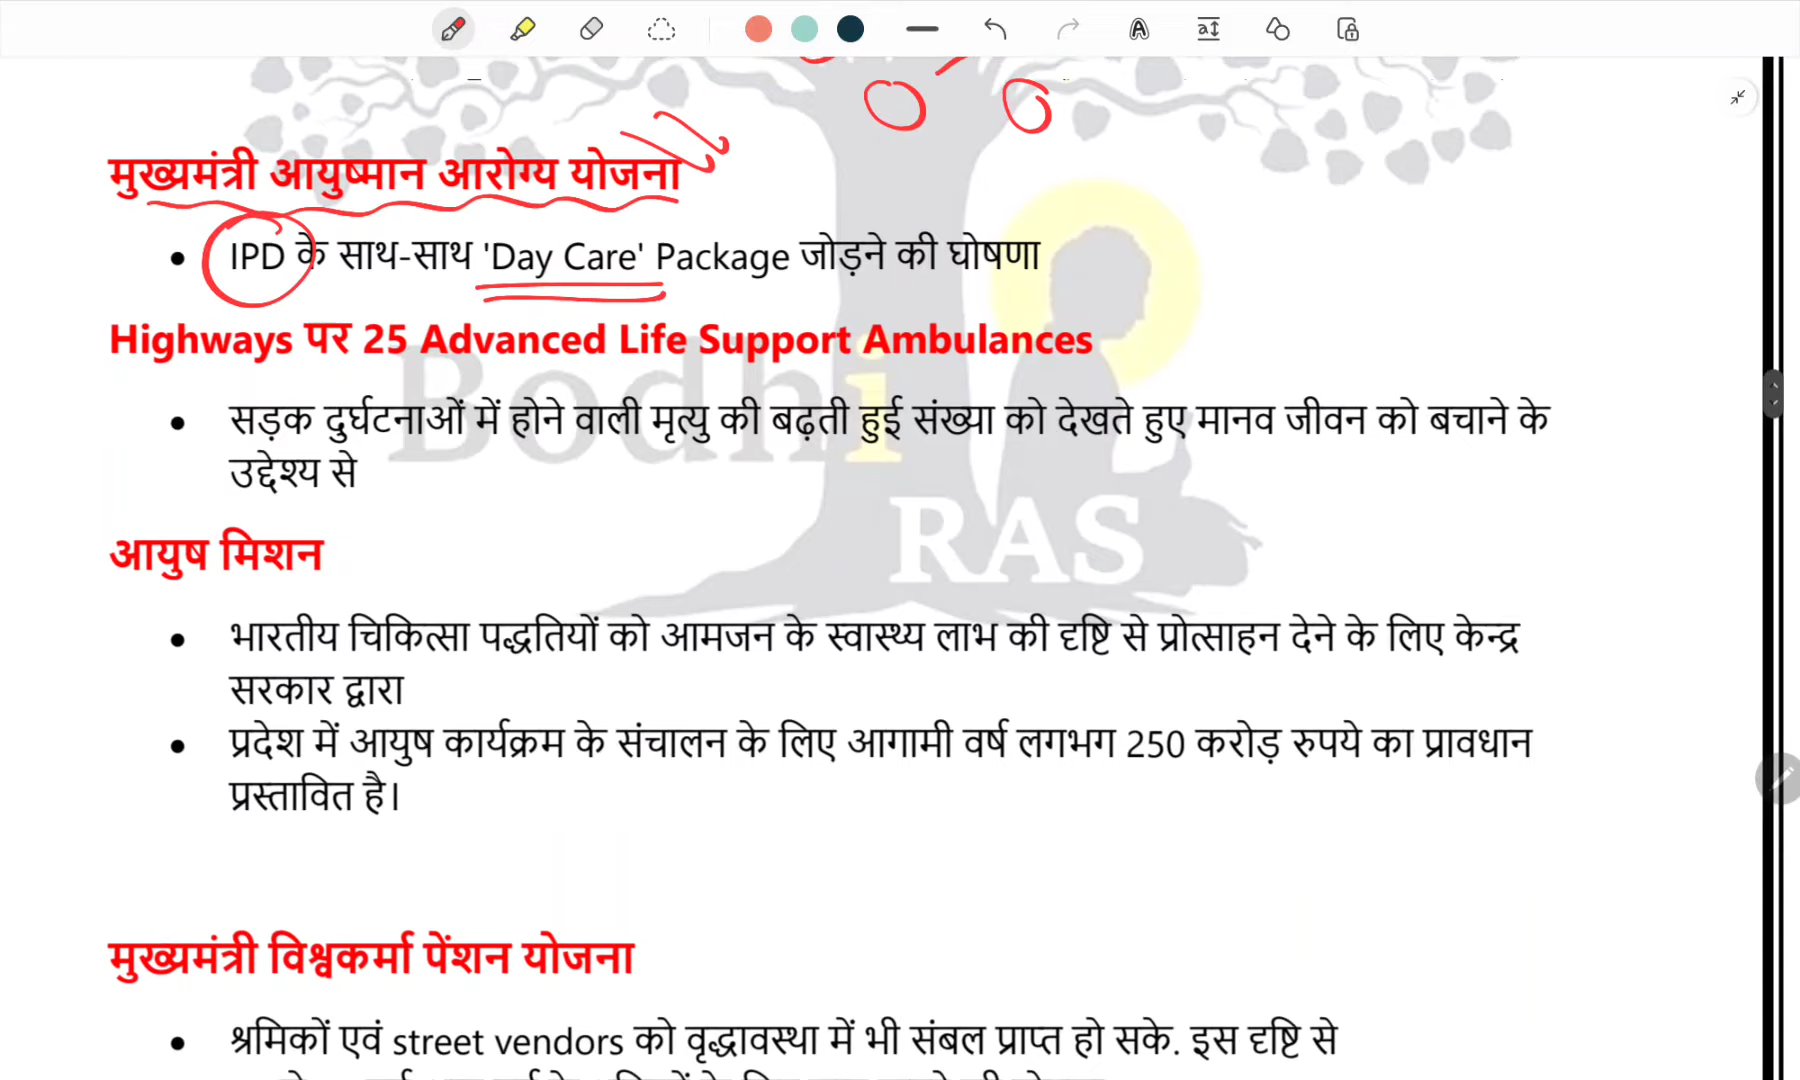 मुख्यमंत्री आयुष्मान आरोग्य योजना
• IPD के साथ-साथ 'Day Care' Package जोड़ने की घोषणा
Highways पर 25 Advanced Life Support Ambulances
• सड़क दुर्घटनाओं में होने वाली मृत्यु की बढ़ती हुई संख्या को देखते हुए मानव जीवन को बचाने के
उद्देश्य से
Bodhi
RAS
आयुष मिशन
• भारतीय चिकित्सा पद्धतियों को आमजन के स्वास्थ्य लाभ की दृष्टि से प्रोत्साहन देने के लिए केन्द्र
सरकार द्वारा
• प्रदेश में आयुष कार्यक्रम के संचालन के लिए आगामी वर्ष लगभग 250 करोड़ रुपये का प्रावधान
प्रस्तावित है।
मुख्यमंत्री विश्वकर्मा पेंशन योजना
• श्रमिकों एवं street vendors को वृद्धावस्था में भी संबल प्राप्त हो सके. इस दृष्टि से